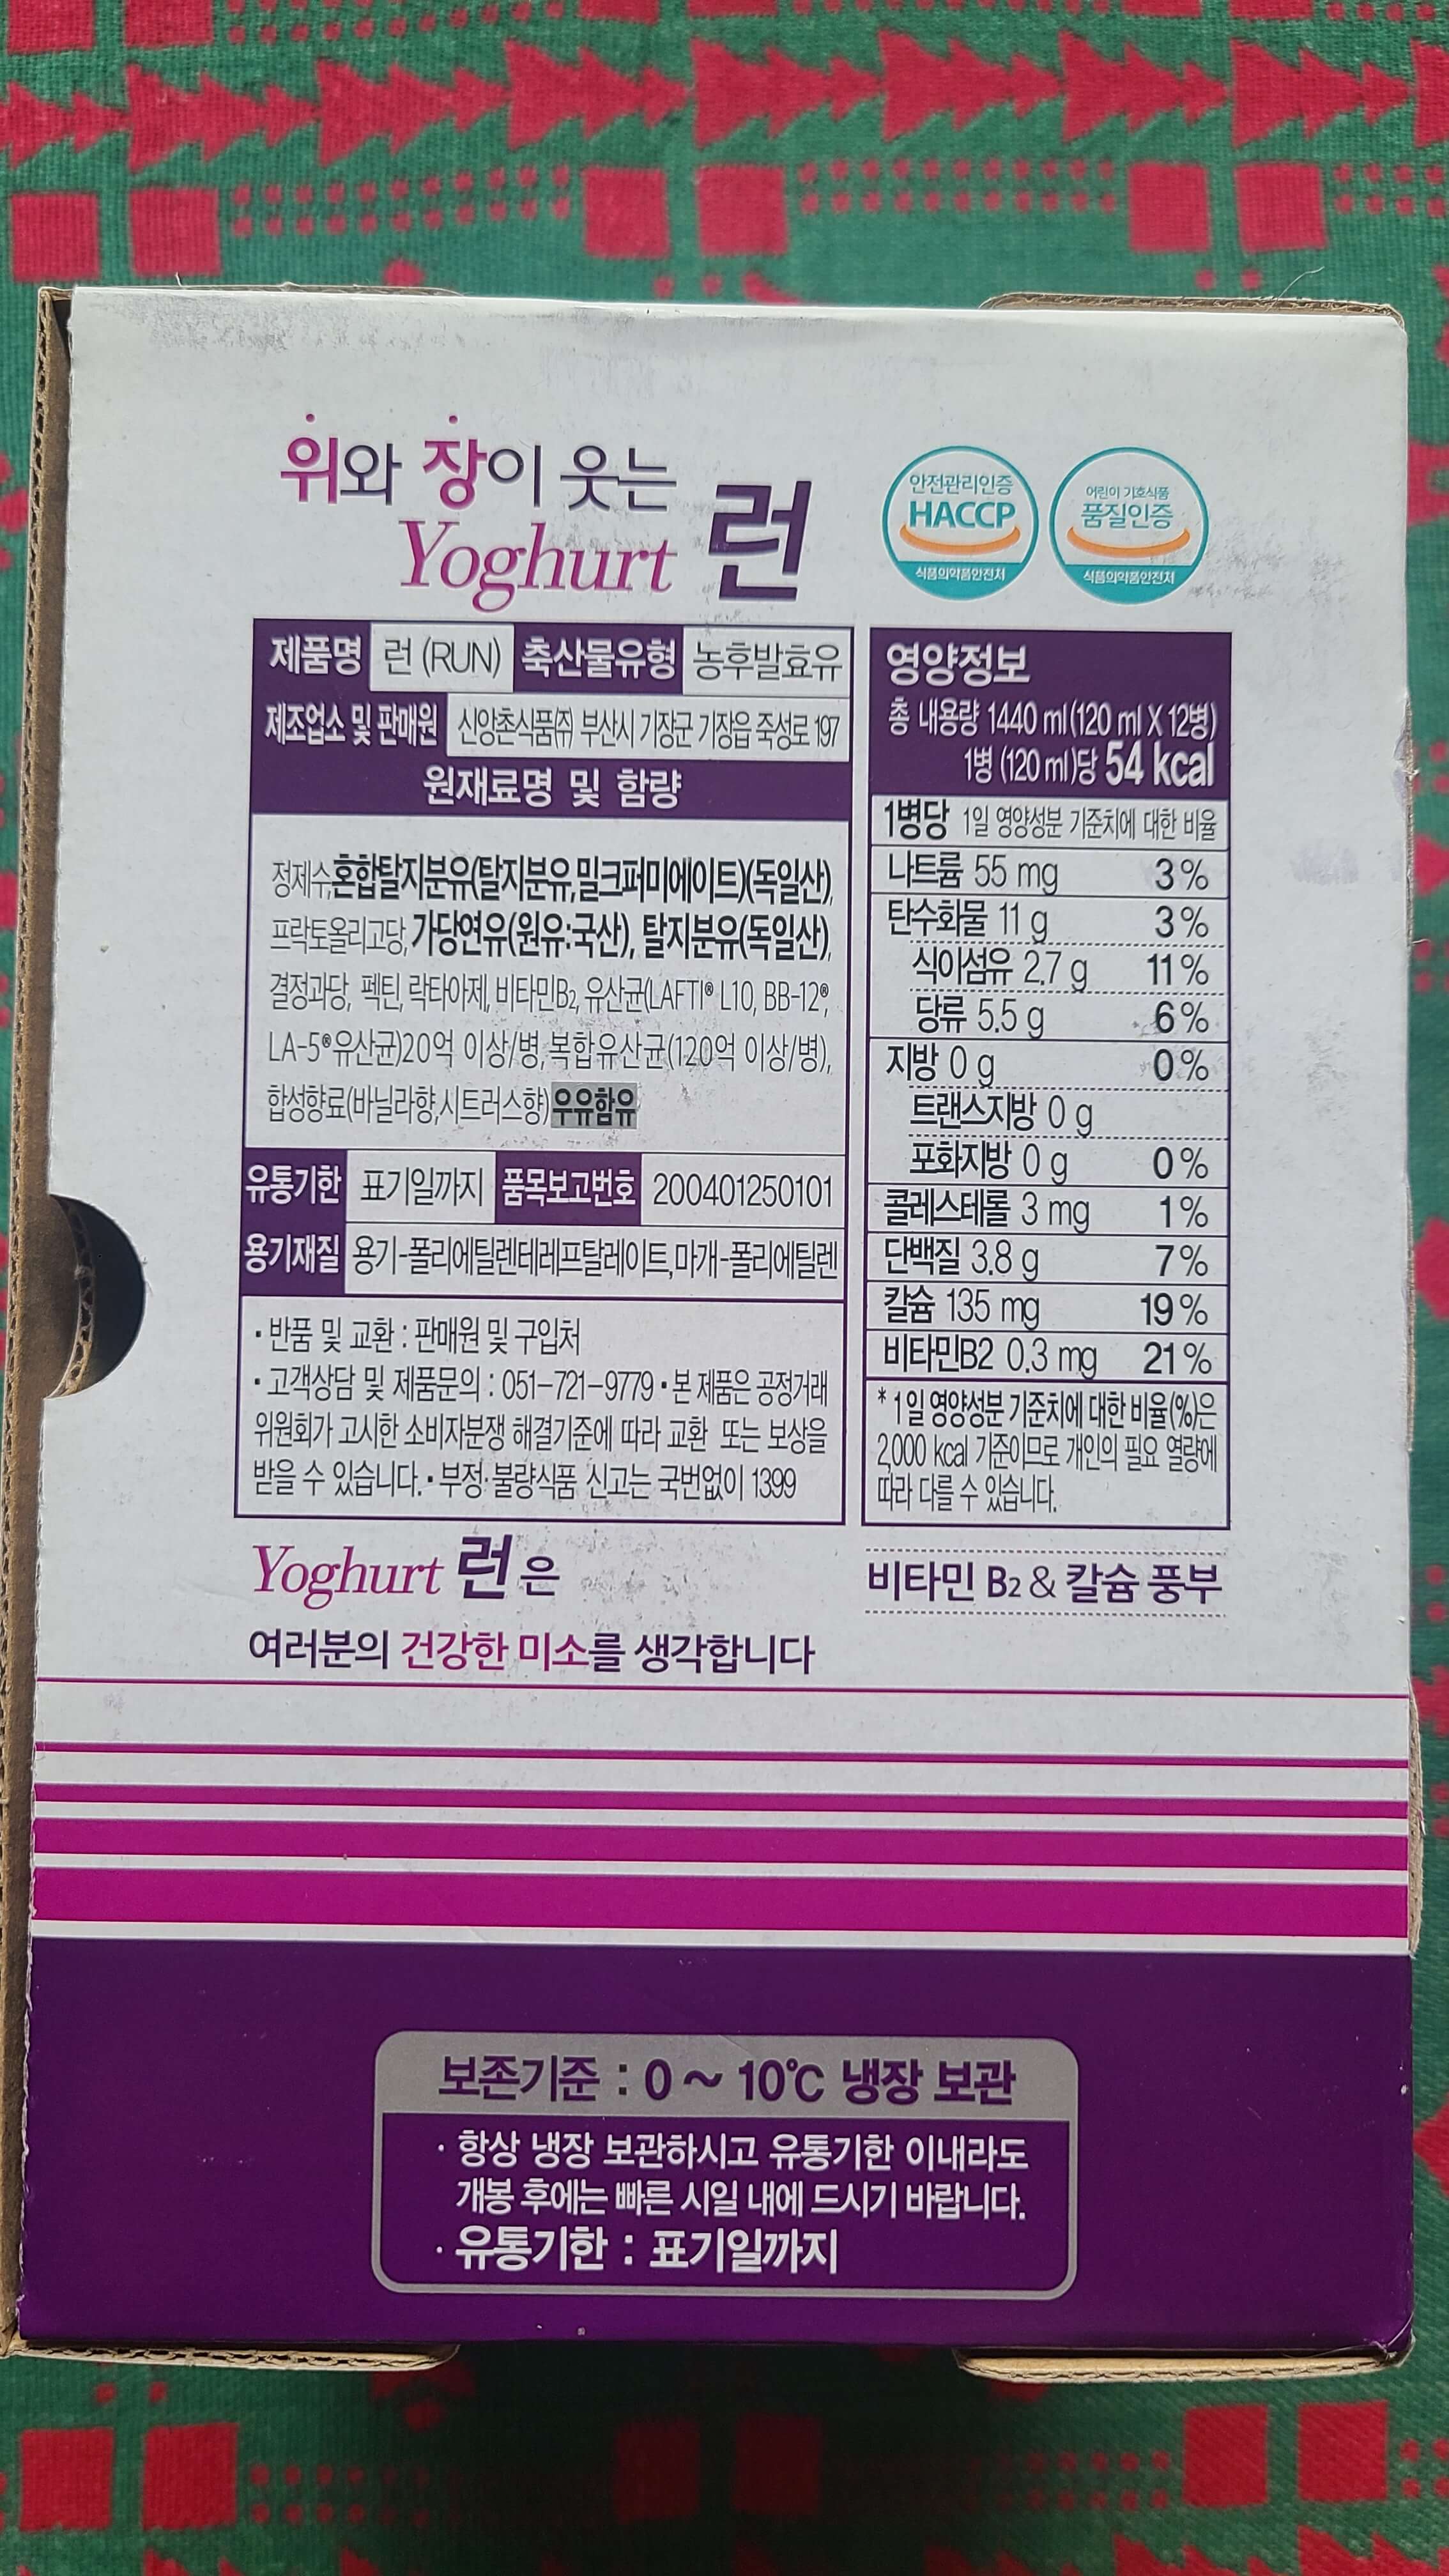 위와 장이 웃는
Yoghurt 런
안전관리인증
HACCP
식품의약품안전처
어린이 기호식품
품질인증
식품의약품안전처
제품명 런 (RUN) 축산물유형 농후발효유
제조업소 및 판매원 신앙촌식품㈜ 부산시 기장군 기장읍 죽성로 197
원재료명 및 함량
정제수,혼합탈지분유(탈지분유,밀크퍼미에이트)(독일산),
프락토올리고당, 가당연유(원유:국산), 탈지분유(독일산),
결정과당, 펙틴, 락타아제, 비타민B₂, 유산균(LAFTI® L10, BB-12®,
LA-5®유산균)20억 이상/병,복합유산균(120억 이상/병),
합성향료(바닐라향,시트러스향) 우유함유
유통기한 표기일까지 품목보고번호 200401250101
용기재질 용기-폴리에틸렌테레프탈레이트,마개-폴리에틸렌
· 반품 및 교환 : 판매원 및 구입처
· 고객상담 및 제품문의 : 051-721-9779 · 본 제품은 공정거래
위원회가 고시한 소비자분쟁 해결기준에 따라 교환 또는 보상을
받을 수 있습니다. · 부정·불량식품 신고는 국번없이 1399
영양정보
총 내용량 1440 ml(120 ml X 12병)
1병 (120 ml)당 54 kcal
1병당 1일 영양성분 기준치에 대한 비율
나트륨 55 mg 3%
탄수화물 11 g 3%
식이섬유 2.7 g 11%
당류 5.5 g 6%
지방 0 g 0%
트랜스지방 0 g
포화지방 0 g 0%
콜레스테롤 3 mg 1%
단백질 3.8 g 7%
칼슘 135 mg 19%
비타민B2 0.3 mg 21%
* 1일 영양성분 기준치에 대한 비율(%)은
2,000 kcal 기준이므로 개인의 필요 열량에
따라 다를 수 있습니다.
Yoghurt 런은
여러분의 건강한 미소를 생각합니다
비타민 B₂ & 칼슘 풍부
보존기준 : 0 ~ 10℃ 냉장 보관
· 항상 냉장 보관하시고 유통기한 이내라도
개봉 후에는 빠른 시일 내에 드시기 바랍니다.
· 유통기한 : 표기일까지